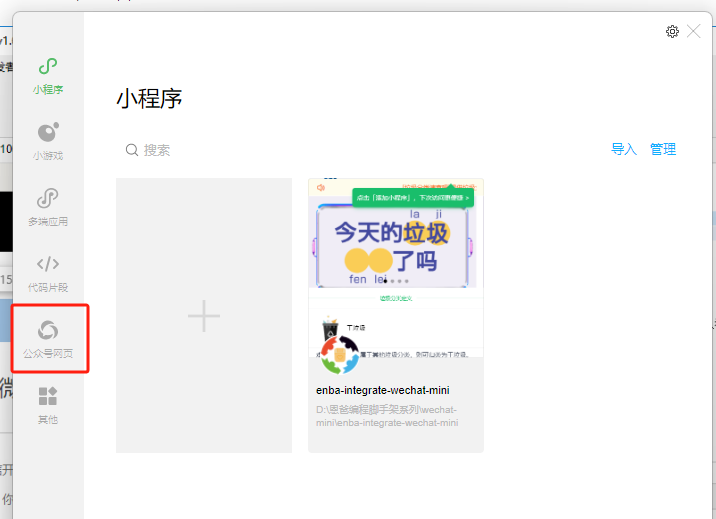 小程序
小游戏
多端应用
代码片段
公众号网页
其他
小程序
搜索
导入 管理
点击「添加小程序」，下次访问更便捷 >
la ji
今天的垃圾
了吗
fen lei
干垃圾
enba-integrate-wechat-mini
D:\恩爸编程脚手架系列\wechat-
mini\enba-integrate-wechat-mini